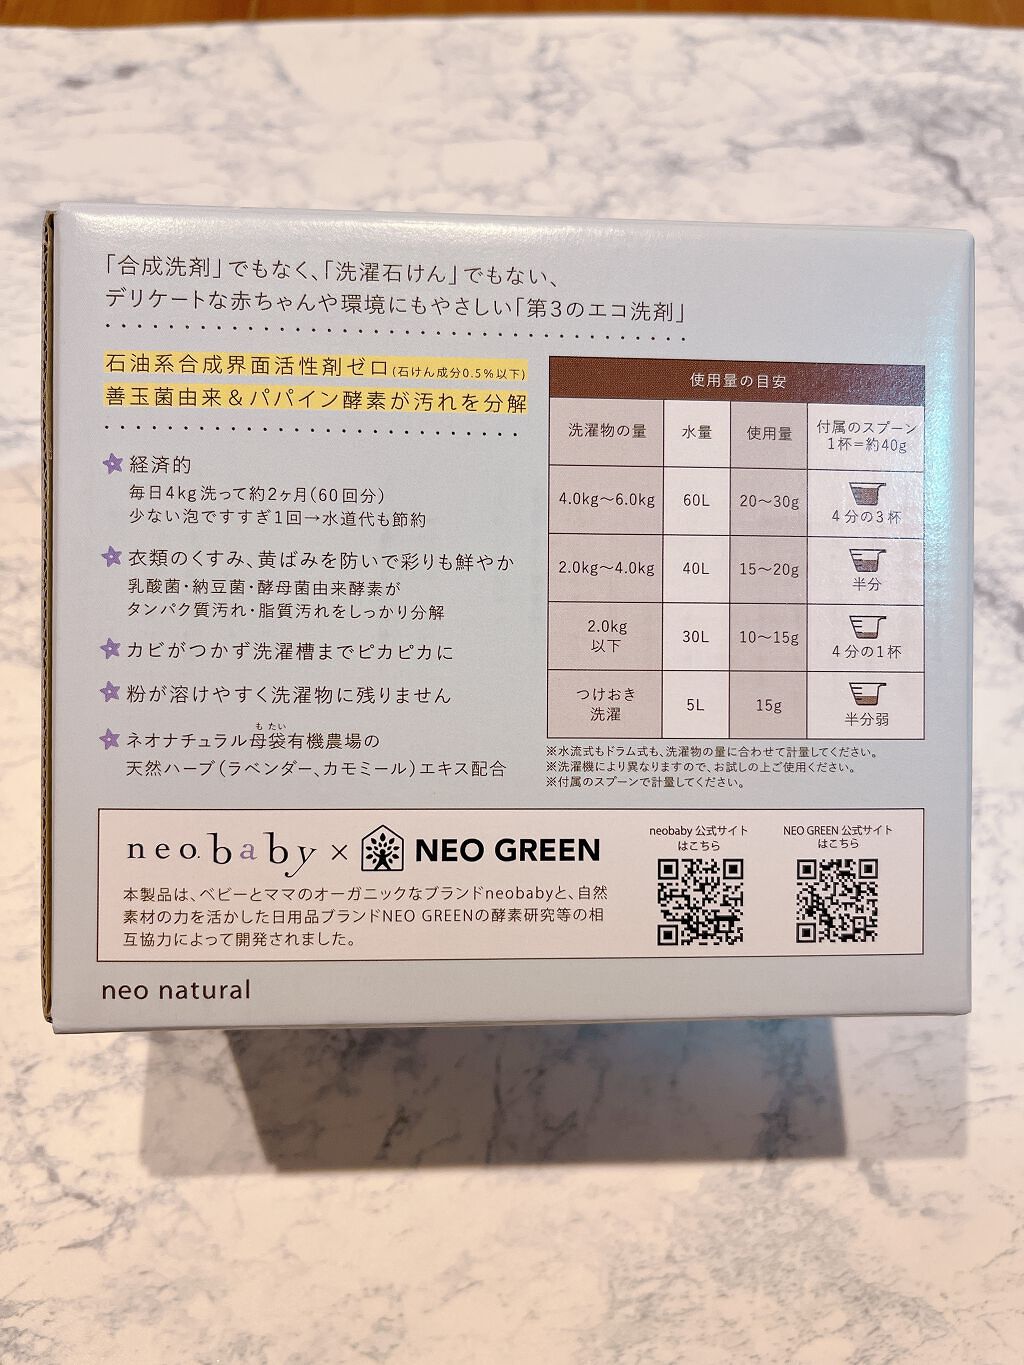 「合成洗剤」でもなく、「洗濯石けん」でもない、
デリケートな赤ちゃんや環境にもやさしい「第3のエコ洗剤」
石油系合成界面活性剤ゼロ(石けん成分0.5%以下)
善玉菌由来&パパイン酵素が汚れを分解
経済的
毎日4kg洗って約2ヶ月(60回分)
少ない泡ですすぎ1回→水道代も節約
衣類のくすみ、黄ばみを防いで彩りも鮮やか
乳酸菌・納豆菌・酵母菌由来酵素が
タンパク質汚れ・脂質汚れをしっかり分解
カビがつかず洗濯槽までピカピカに
粉が溶けやすく洗濯物に残りません
もたい
ネオナチュラル母袋有機農場の
天然ハーブ(ラベンダー、カモミール)エキス配合
使用量の目安
洗濯物の量 水量 使用量 付属のスプーン
1杯=約40g
4.0kg〜6.0kg 60L 20〜30g 4分の3杯
2.0kg〜4.0kg 40L 15〜20g 半分
2.0kg
以下 30L 10〜15g 4分の1杯
つけおき
洗濯 5L 15g 半分弱
※水流式もドラム式も、洗濯物の量に合わせて計量してください。
※洗濯機により異なりますので、お試しの上ご使用ください。
※付属のスプーンで計量してください。
neo.baby × NEO GREEN
本製品は、ベビーとママのオーガニックなブランドneobabyと、自然
素材の力を活かした日用品ブランドNEO GREENの酵素研究等の相
互協力によって開発されました。
neobaby 公式サイト
はこちら
NEO GREEN 公式サイト
はこちら
neo natural